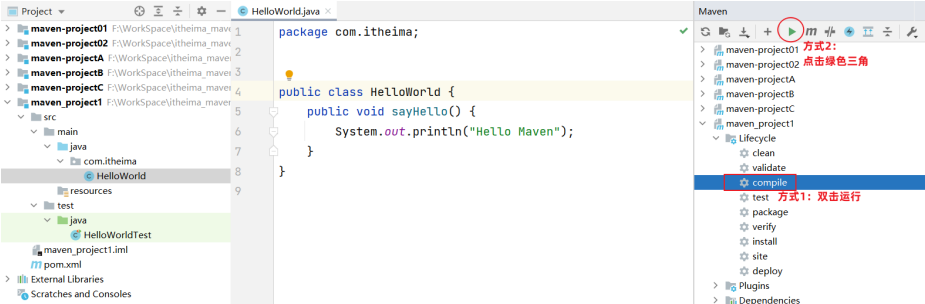 Project
maven-project01 F:\WorkSpace\itheima_mave
maven-project02 F:\WorkSpace\itheima_mave
maven-projectA F:\WorkSpace\itheima_maven
maven-projectB F:\WorkSpace\itheima_maven
maven-projectC F:\WorkSpace\itheima_maven
maven_project1 F:\WorkSpace\itheima_maven
src
main
java
com.itheima
HelloWorld
resources
test
java
HelloWorldTest
maven_project1.iml
pom.xml
External Libraries
Scratches and Consoles
HelloWorld.java
1 package com.itheima;
2
3
4 public class HelloWorld {
5 public void sayHello() {
6 System.out.println("Hello Maven");
7 }
8 }
9
Maven
方式2：
点击绿色三角
maven-project01
maven-project02
maven-projectA
maven-projectB
maven-projectC
maven_project1
Lifecycle
clean
validate
compile
test 方式1：双击运行
package
verify
install
site
deploy
Plugins
Dependencies